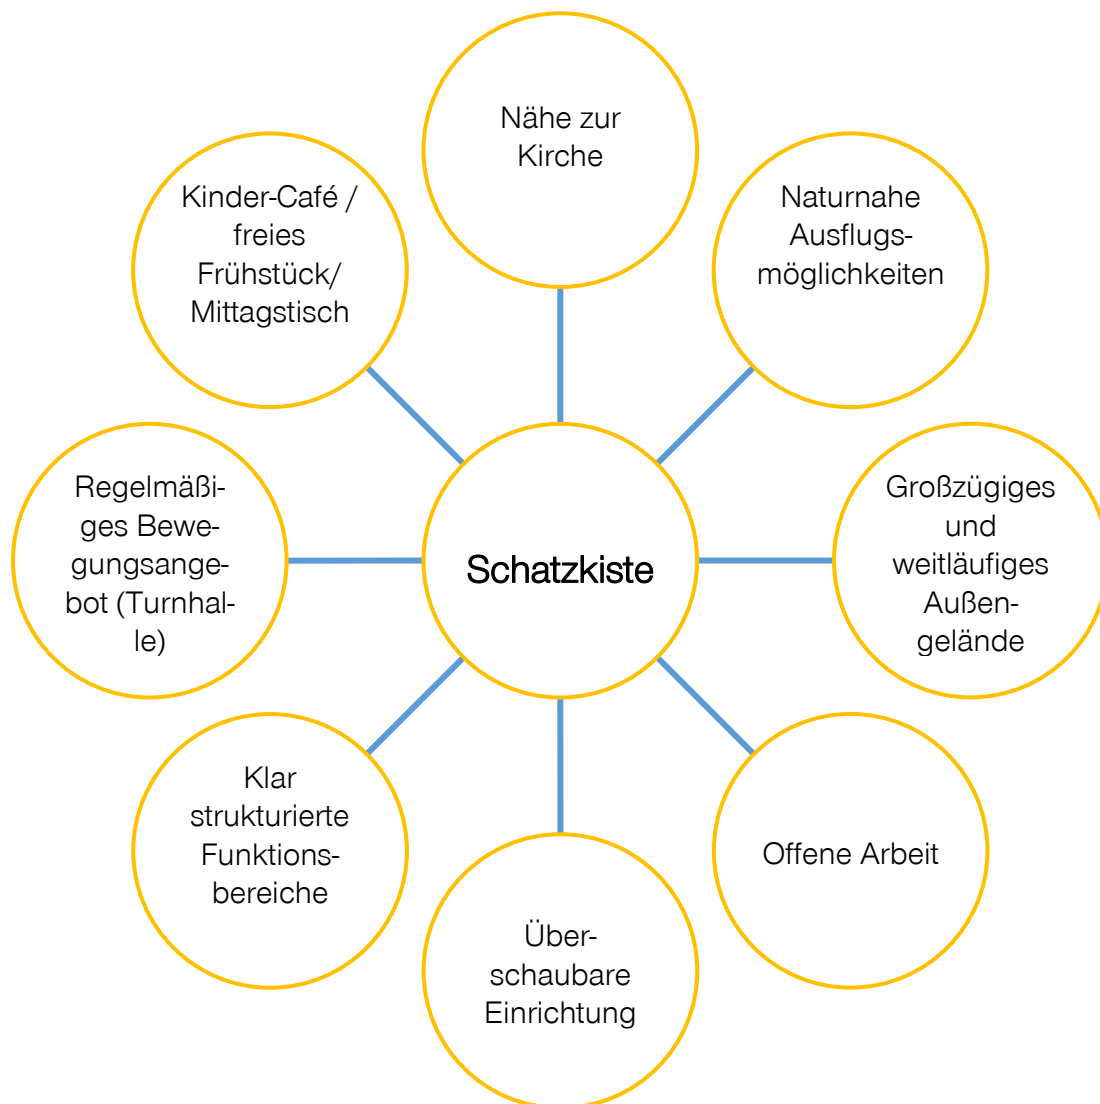 Nähe zur
Kirche
Naturnahe
Ausflugs-
möglichkeiten
Großzügiges
und
weitläufiges
Außen-
gelände
Offene Arbeit
Über-
schaubare
Einrichtung
Klar
strukturierte
Funktions-
bereiche
Regelmäßi-
ges Bewe-
gungsange-
bot (Turnhal-
le)
Kinder-Café /
freies
Frühstück/
Mittagstisch
Schatzkiste